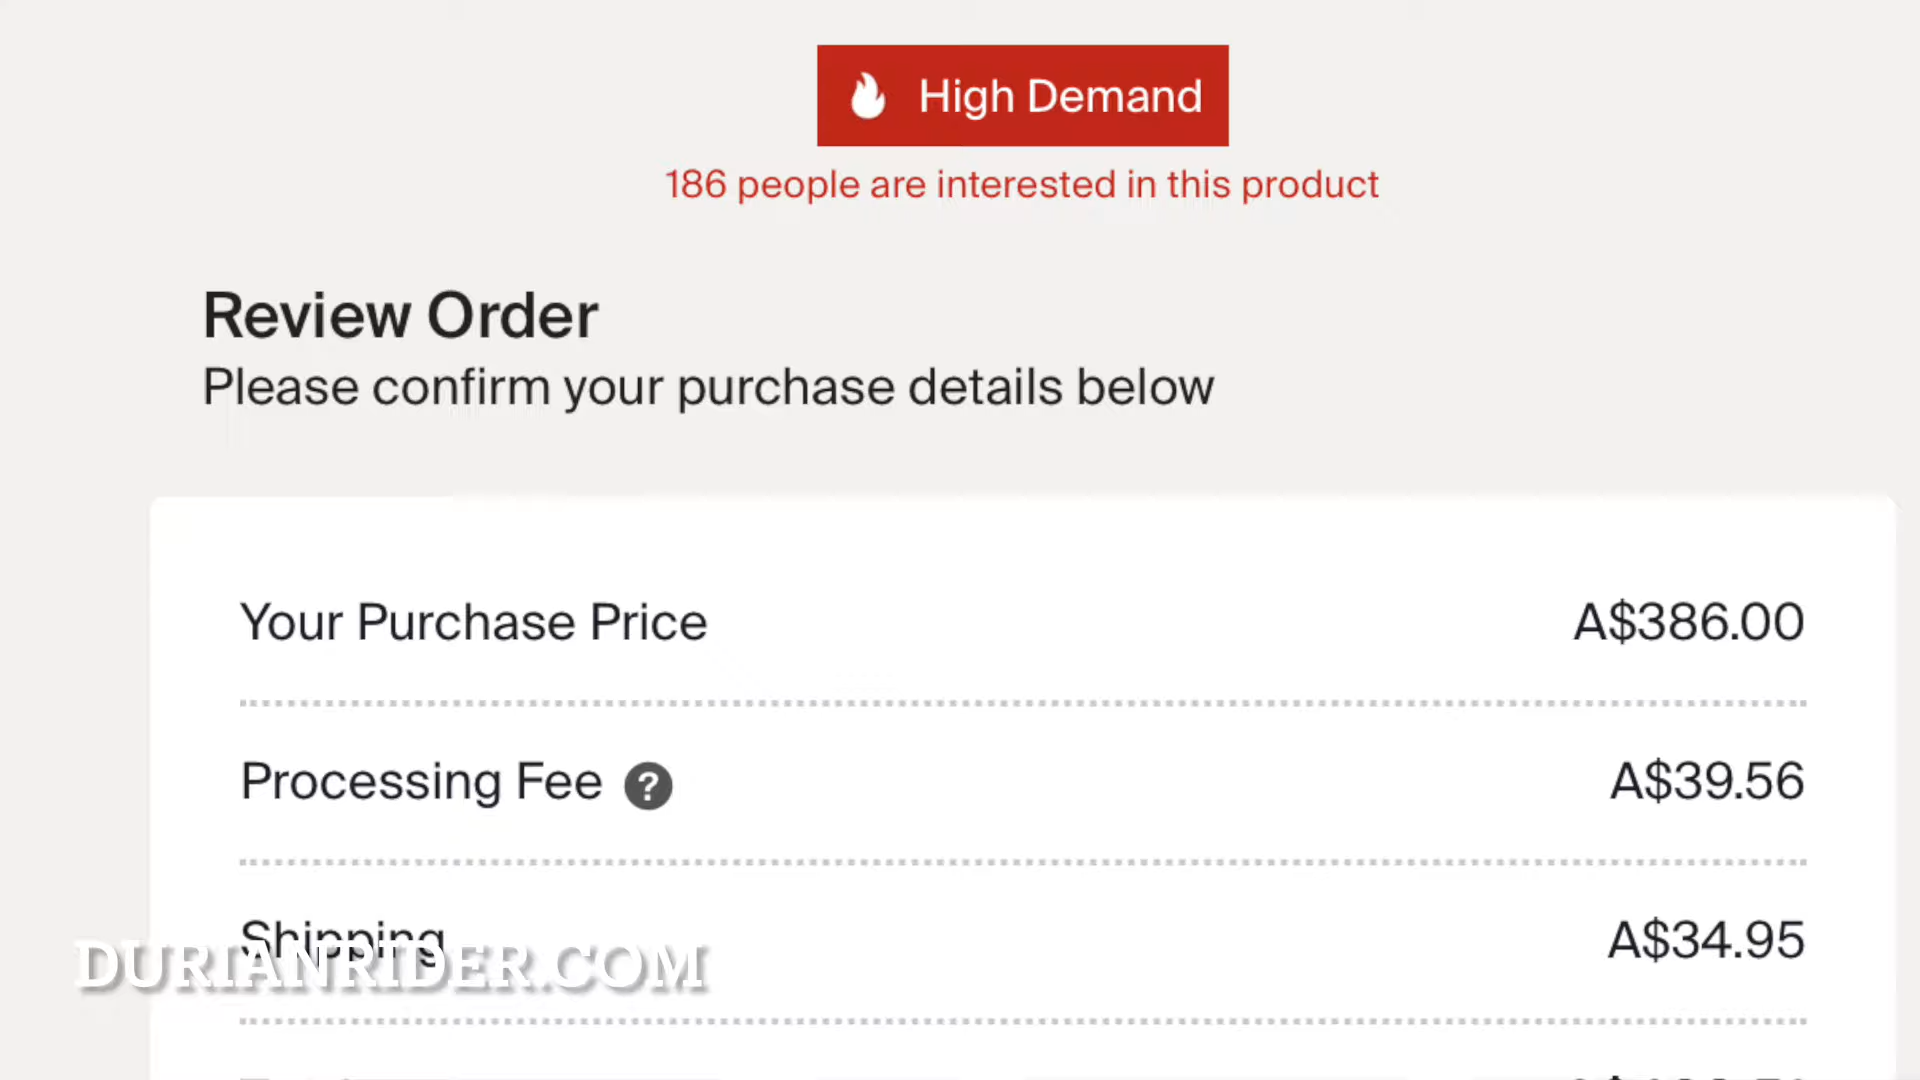 High Demand
186 people are interested in this product
Review Order
Please confirm your purchase details below
Your Purchase Price A$386.00
Processing Fee ? A$39.56
Shipping A$34.95
DURIANRIDER.COM